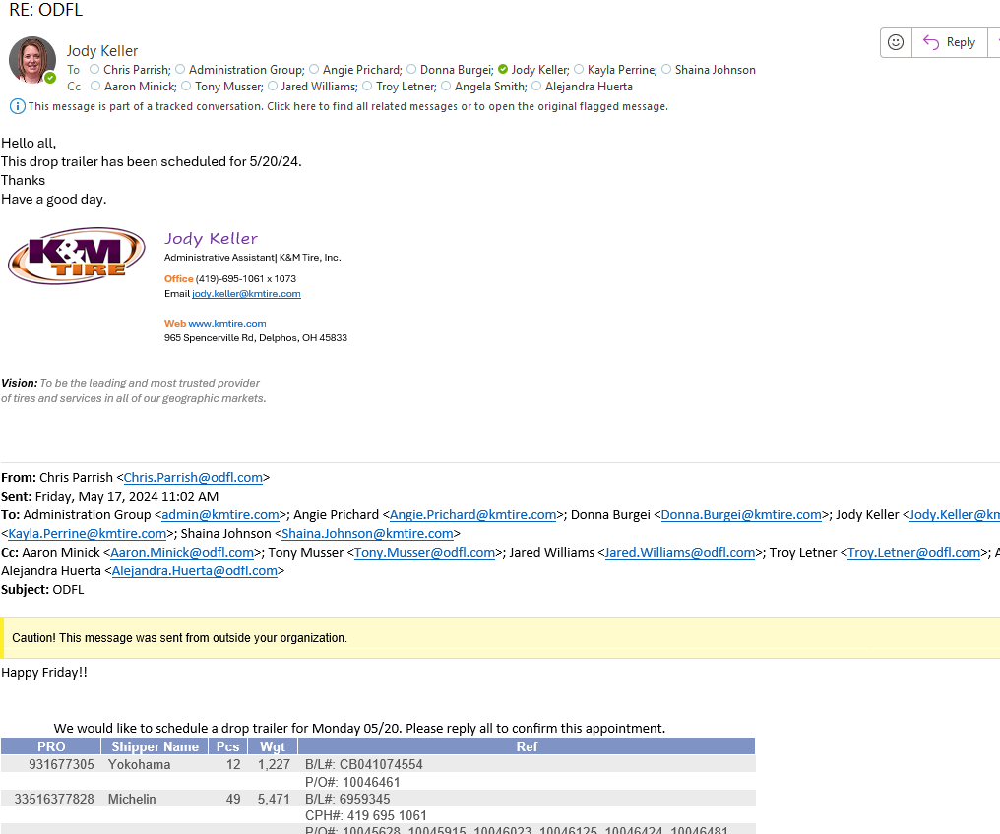 RE: ODFL
Jody Keller
Reply
To Chris Parrish; Administration Group; Angie Prichard; Donna Burgei; Jody Keller; Kayla Perrine; Shaina Johnson
Cc Aaron Minick; Tony Musser; Jared Williams; Troy Letner; Angela Smith; Alejandra Huerta
This message is part of a tracked conversation. Click here to find all related messages or to open the original flagged message.
Hello all,
This drop trailer has been scheduled for 5/20/24.
Thanks
Have a good day.
K&M
TIRE
Jody Keller
Administrative Assistant| K&M Tire, Inc.
Office (419)-695-1061 x 1073
Email jody.keller@kmtire.com
Web www.kmtire.com
965 Spencerville Rd, Delphos, OH 45833
Vision: To be the leading and most trusted provider
of tires and services in all of our geographic markets.
From: Chris Parrish <Chris.Parrish@odfl.com>
Sent: Friday, May 17, 2024 11:02 AM
To: Administration Group <admin@kmtire.com>; Angie Prichard <Angie.Prichard@kmtire.com>; Donna Burgei <Donna.Burgei@kmtire.com>; Jody Keller <Jody.Keller@km
<Kayla.Perrine@kmtire.com>; Shaina Johnson <Shaina.Johnson@kmtire.com>
Cc: Aaron Minick <Aaron.Minick@odfl.com>; Tony Musser <Tony.Musser@odfl.com>; Jared Williams <Jared.Williams@odfl.com>; Troy Letner <Troy.Letner@odfl.com>; A
Alejandra Huerta <Alejandra.Huerta@odfl.com>
Subject: ODFL
Caution! This message was sent from outside your organization.
Happy Friday!!
We would like to schedule a drop trailer for Monday 05/20. Please reply all to confirm this appointment.
PRO Shipper Name Pcs Wgt Ref
931677305 Yokohama 12 1,227 B/L#: CB041074554
P/O#: 10046461
33516377828 Michelin 49 5,471 B/L#: 6959345
CPH#: 419 695 1061
P/O#: 10045628, 10045915, 10046023, 10046125, 10046424, 10046481